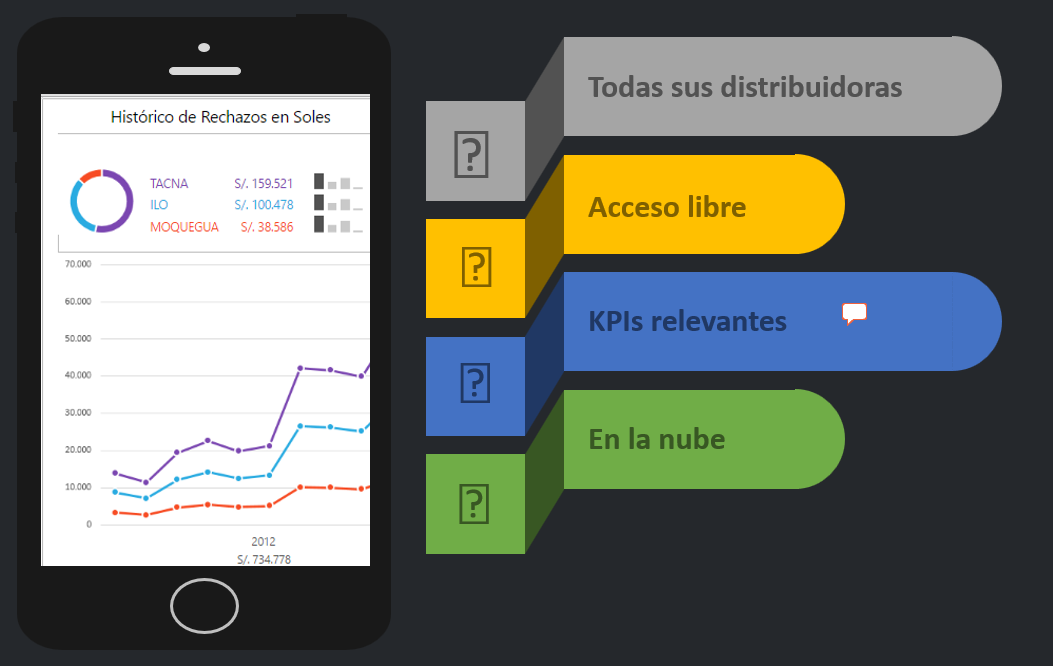 Histórico de Rechazos en Soles
TACNA S/. 159.521
ILO S/. 100.478
MOQUEGUA S/. 38.586
70.000
60.000
50.000
40.000
30.000
20.000
10.000
0
2012
S/. 734.778
Todas sus distribuidoras
Acceso libre
KPIs relevantes
En la nube